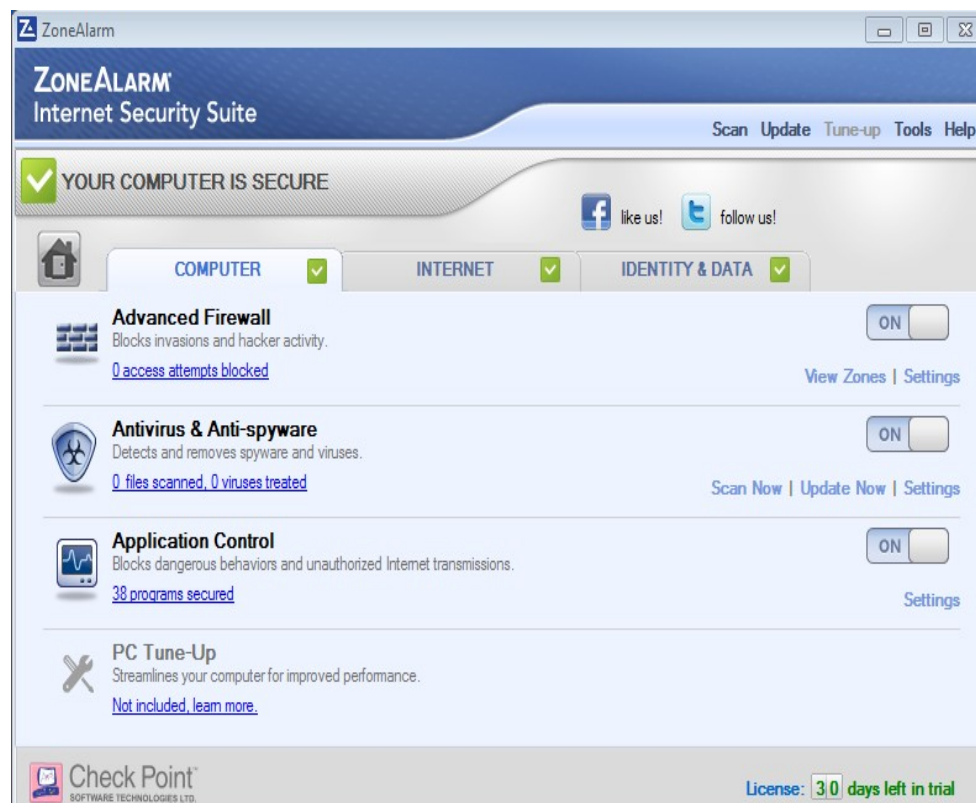 ZoneAlarm
ZONEALARM
Internet Security Suite
Scan Update Tune-up Tools Help
YOUR COMPUTER IS SECURE
like us! follow us!
COMPUTER INTERNET IDENTITY & DATA
Advanced Firewall
ON
Blocks invasions and hacker activity.
0 access attempts blocked
View Zones | Settings
Antivirus & Anti-spyware
ON
Detects and removes spyware and viruses.
0 files scanned, 0 viruses treated
Scan Now | Update Now | Settings
Application Control
ON
Blocks dangerous behaviors and unauthorized Internet transmissions.
38 programs secured
Settings
PC Tune-Up
Streamlines your computer for improved performance.
Not included, learn more.
Check Point
SOFTWARE TECHNOLOGIES LTD.
License: 30 days left in trial